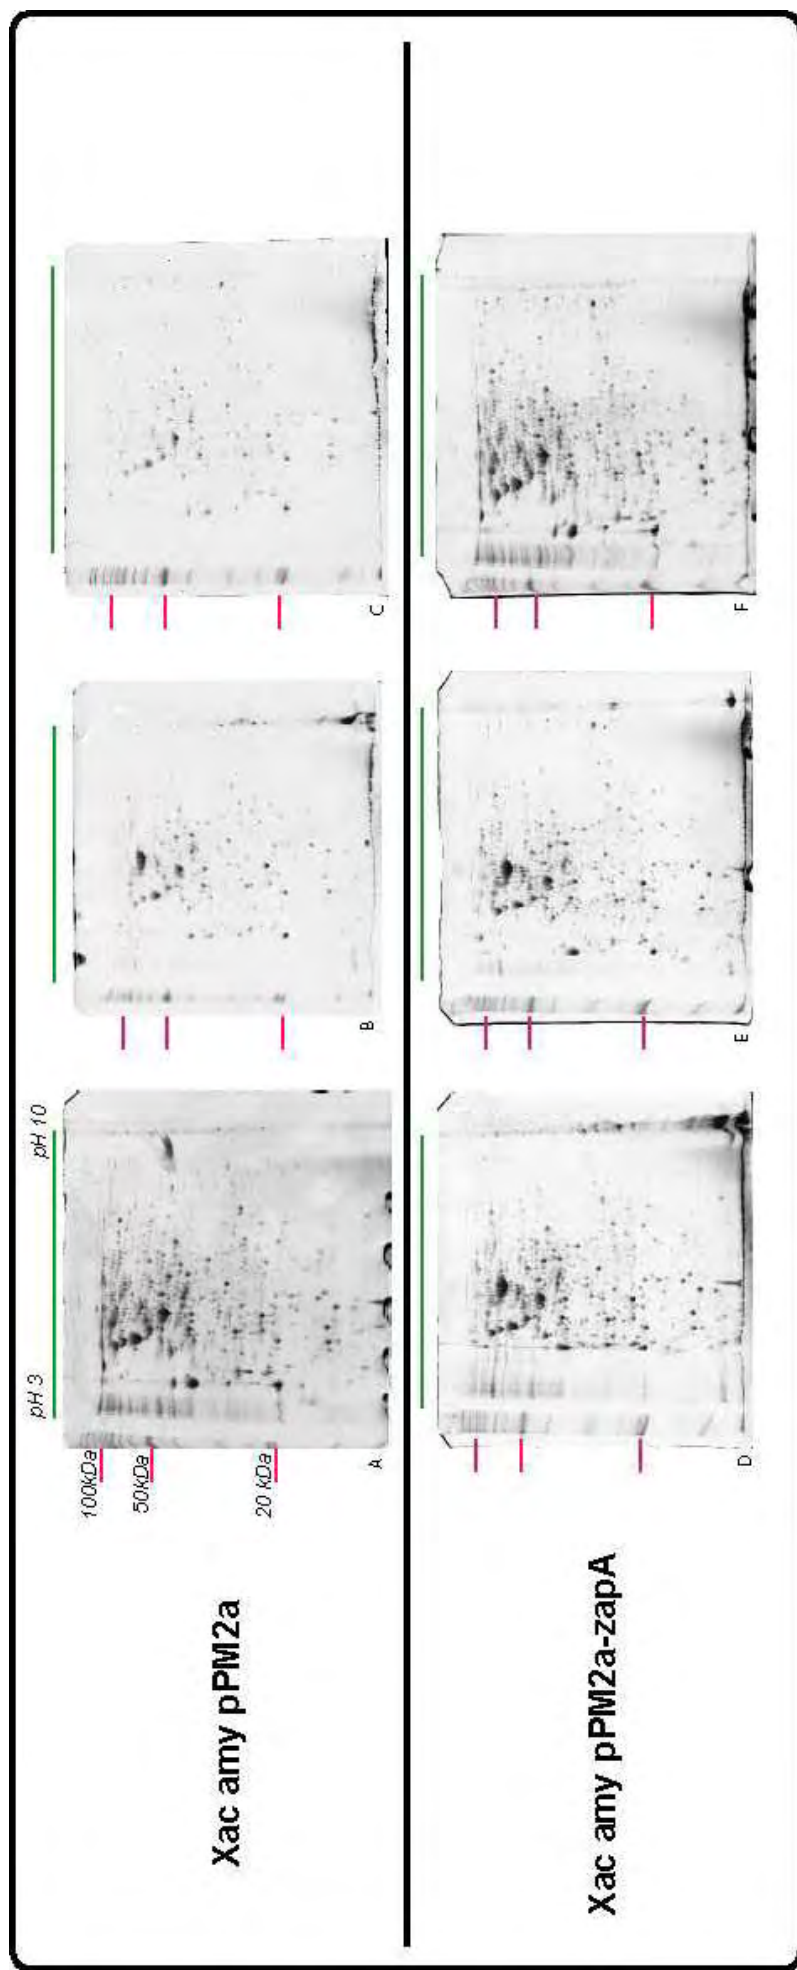 Xac amy pPM2a
100kDa
50kDa
20 kDa
pH 3
pH 10
A
B
C
Xac amy pPM2a-zapA
D
E
F